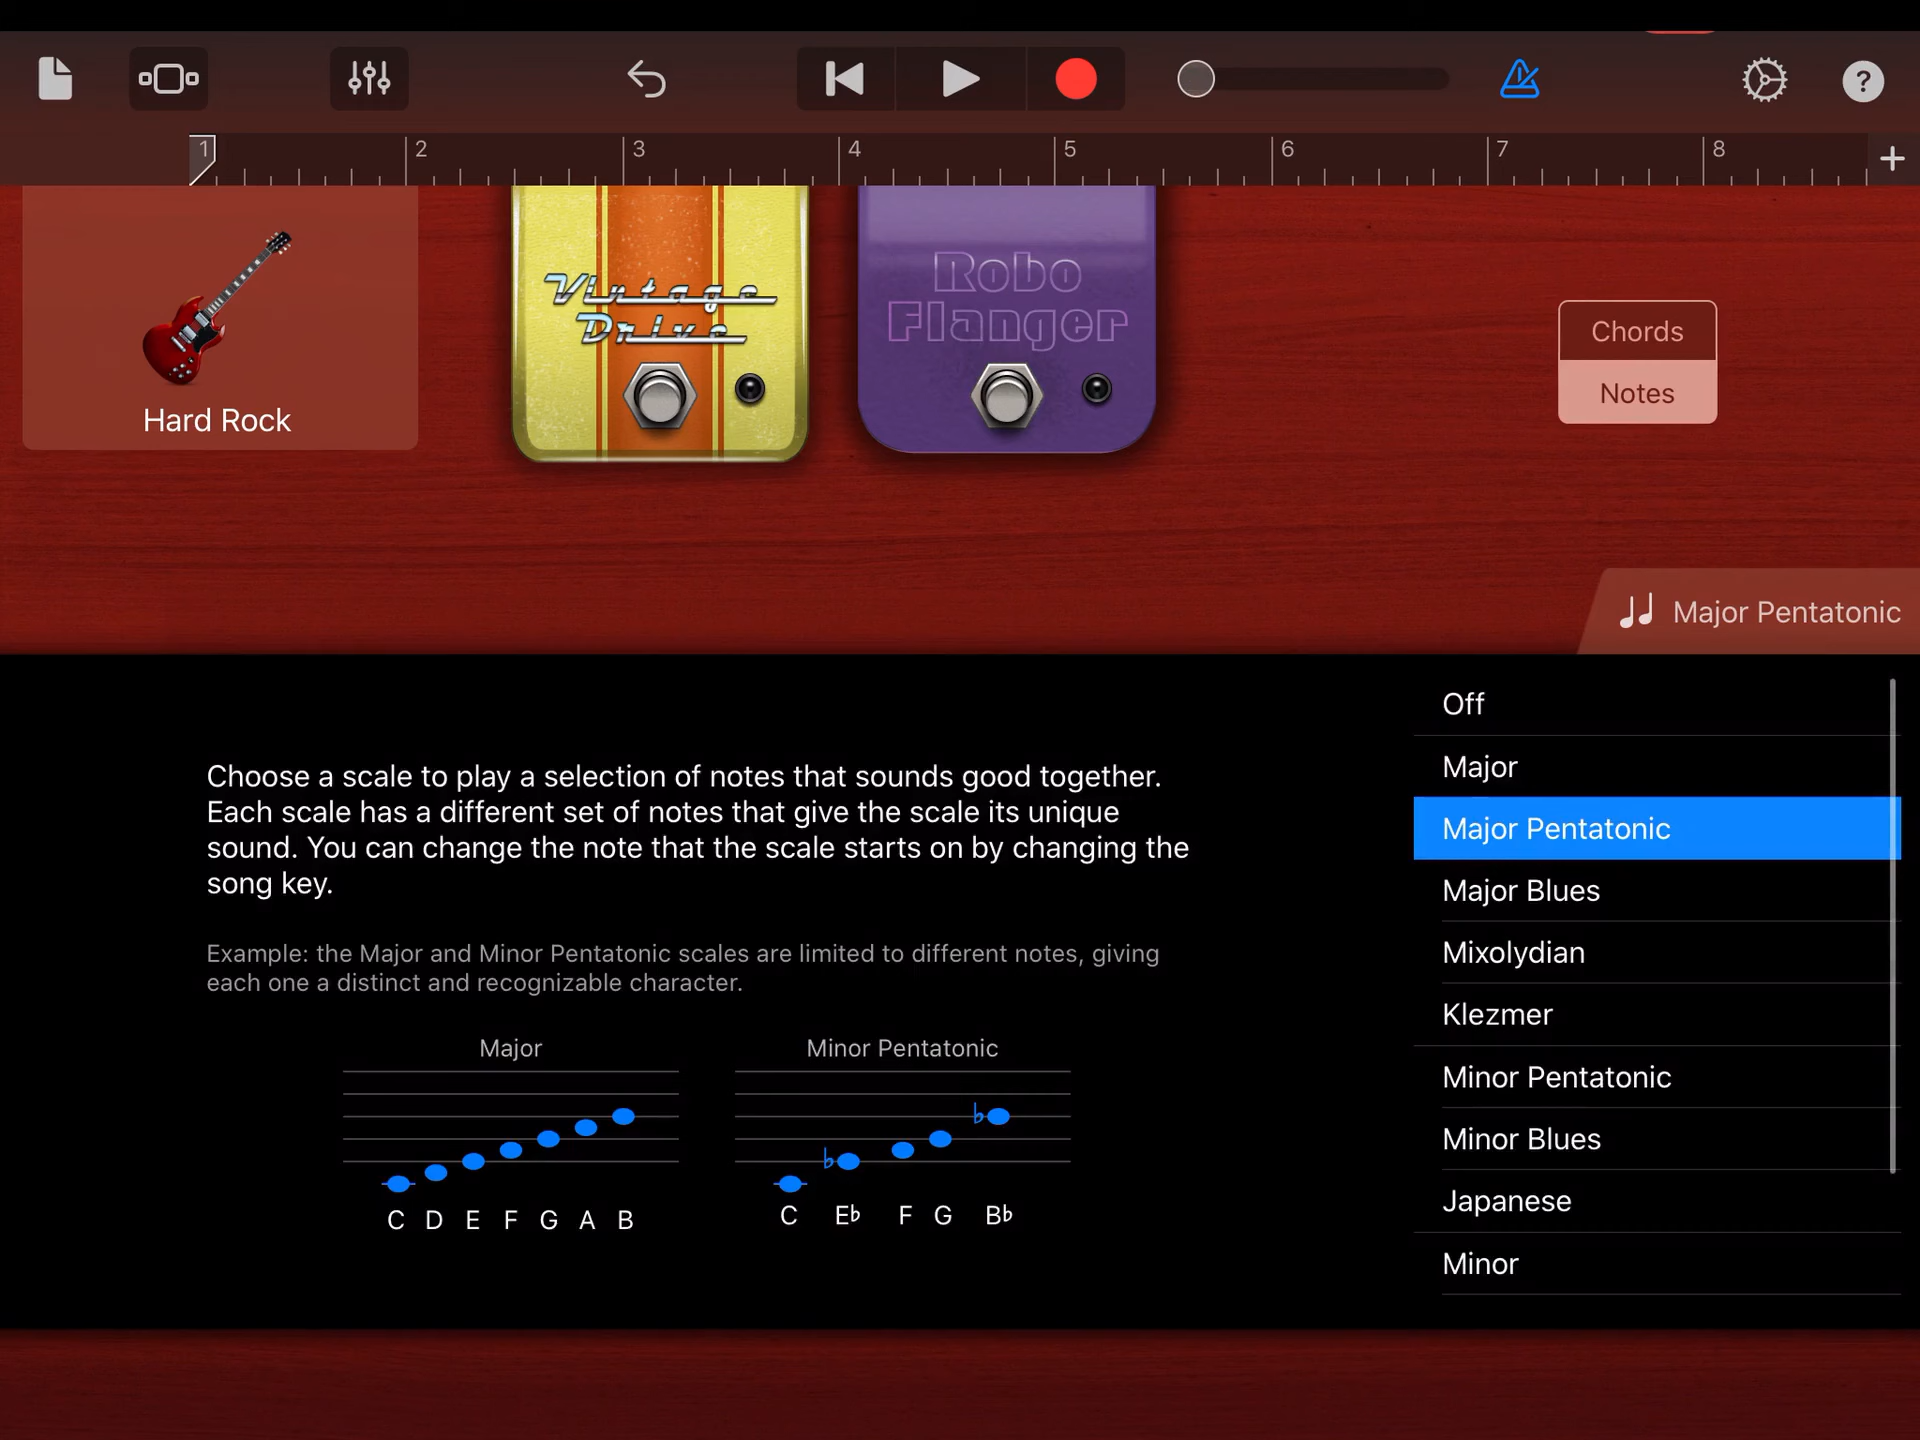 1 2 3 4 5 6 7 8
Vintage
Drive
Robo
Flanger
Hard Rock
Chords
Notes
Major Pentatonic
Choose a scale to play a selection of notes that sounds good together.
Each scale has a different set of notes that give the scale its unique
sound. You can change the note that the scale starts on by changing the
song key.
Example: the Major and Minor Pentatonic scales are limited to different notes, giving
each one a distinct and recognizable character.
Major
C D E F G A B
Minor Pentatonic
C E♭ F G B♭
Off
Major
Major Pentatonic
Major Blues
Mixolydian
Klezmer
Minor Pentatonic
Minor Blues
Japanese
Minor